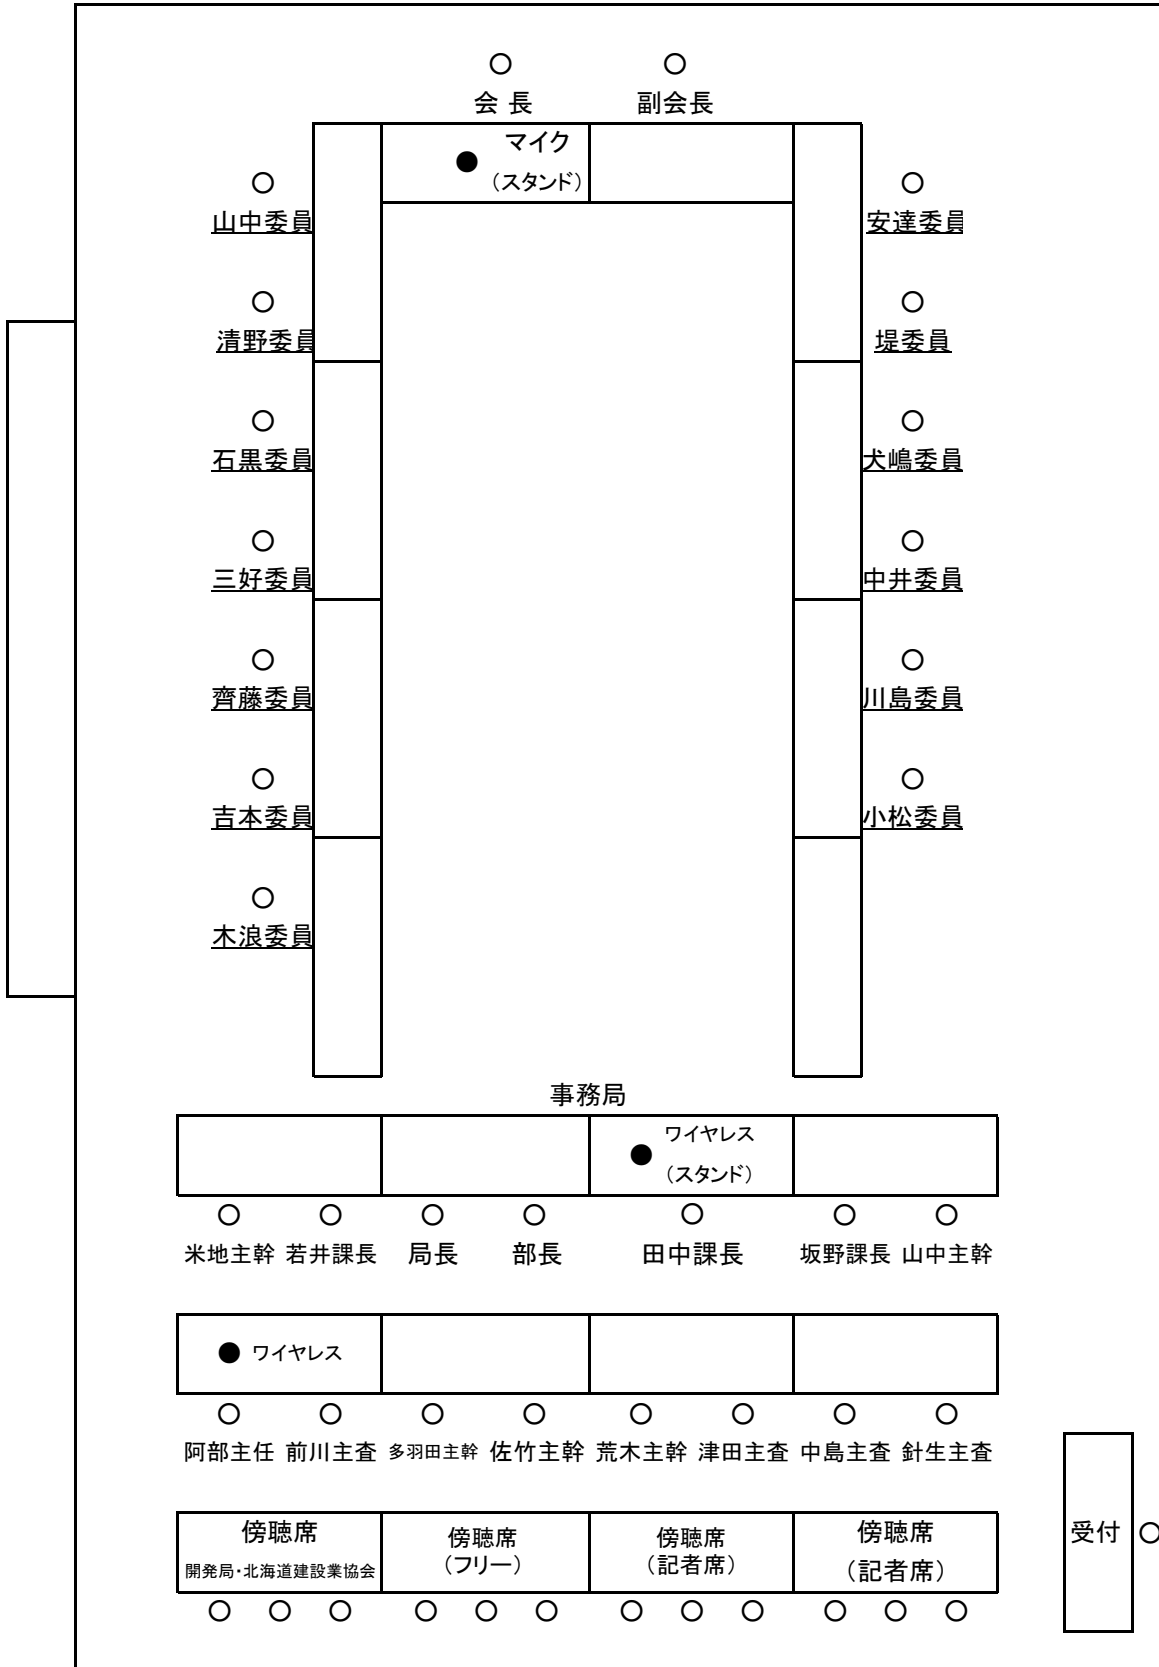 ○ ○
会 長 副会長
マイク
● (スタンド)
○ ○
山中委員 安達委員
○ ○
清野委員 堤委員
○ ○
石黒委員 犬嶋委員
○ ○
三好委員 中井委員
○ ○
齊藤委員 川島委員
○ ○
吉本委員 小松委員
○
木浪委員
事務局
ワイヤレス
● (スタンド)
○ ○ ○ ○ ○ ○ ○
米地主幹 若井課長 局長 部長 田中課長 坂野課長 山中主幹
● ワイヤレス
○ ○ ○ ○ ○ ○ ○ ○
阿部主任 前川主査 多羽田主幹 佐竹主幹 荒木主幹 津田主査 中島主査 針生主査
傍聴席 傍聴席 傍聴席 傍聴席
開発局・北海道建設業協会 (フリー) (記者席) (記者席)
受付 ○
○ ○ ○ ○ ○ ○ ○ ○ ○ ○ ○ ○